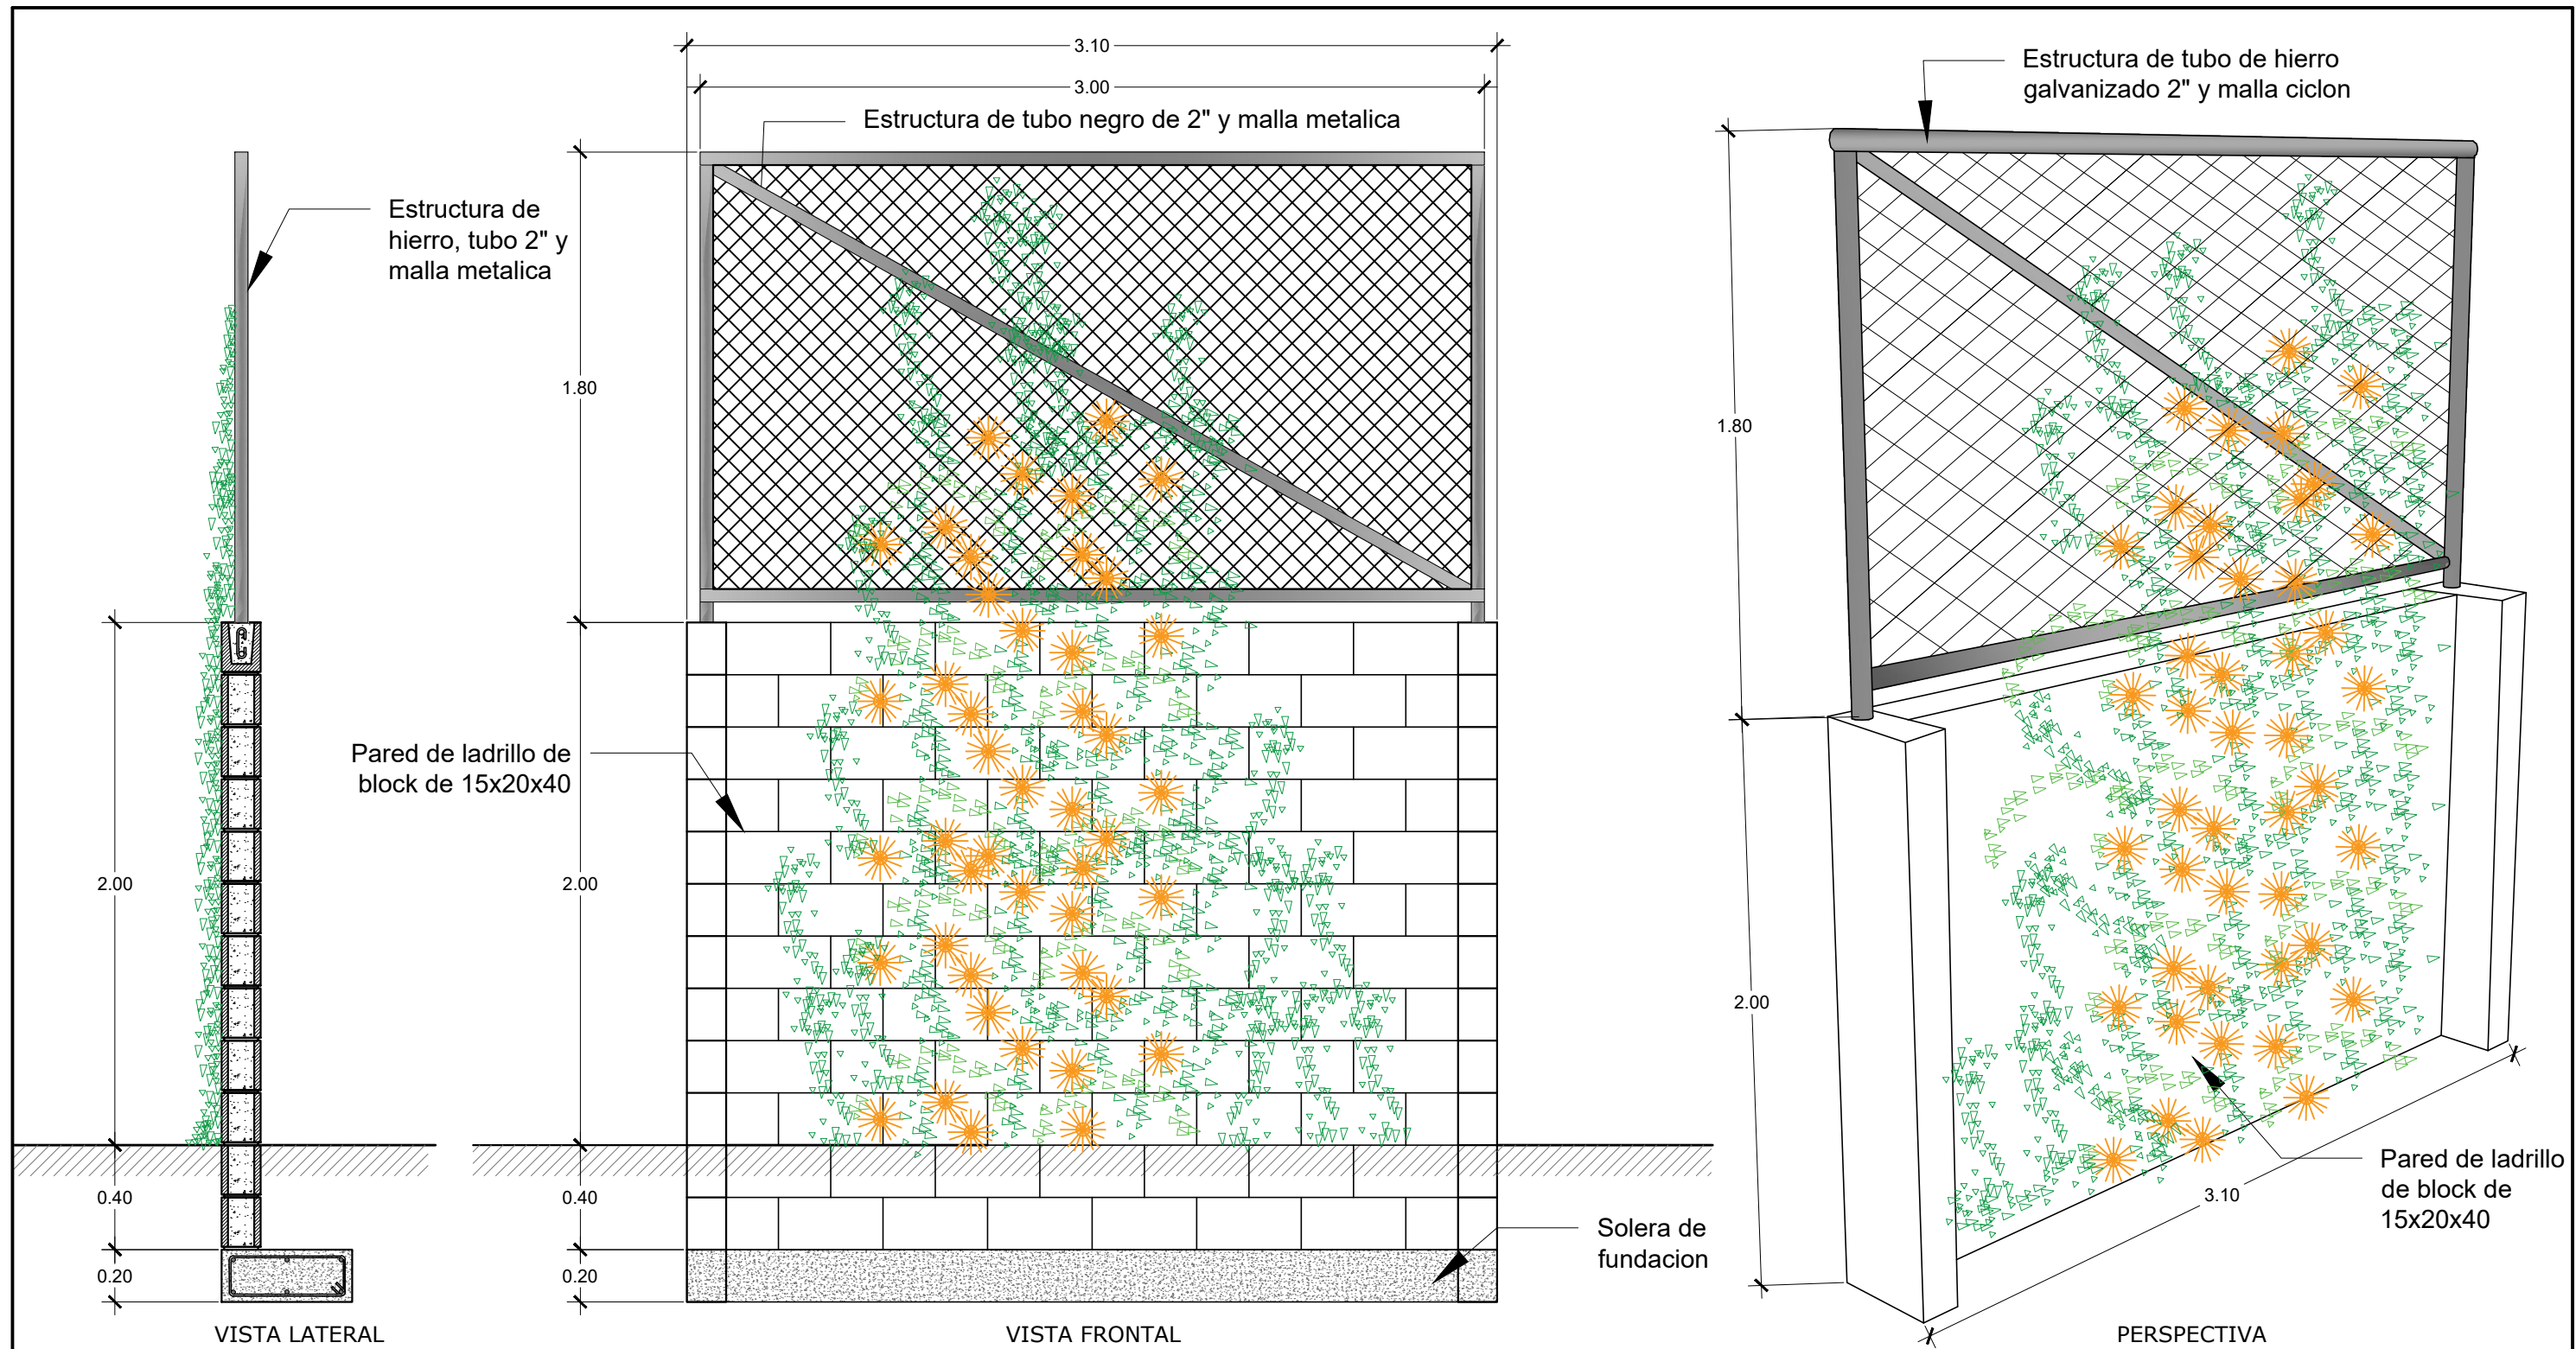 3.10
3.00
Estructura de tubo negro de 2" y malla metalica
Estructura de tubo de hierro
galvanizado 2" y malla ciclon
Estructura de
hierro, tubo 2" y
malla metalica
1.80
1.80
Pared de ladrillo de
block de 15x20x40
2.00
2.00
2.00
0.40
0.40
0.20
0.20
Solera de
fundacion
3.10
Pared de ladrillo
de block de
15x20x40
VISTA LATERAL
VISTA FRONTAL
PERSPECTIVA